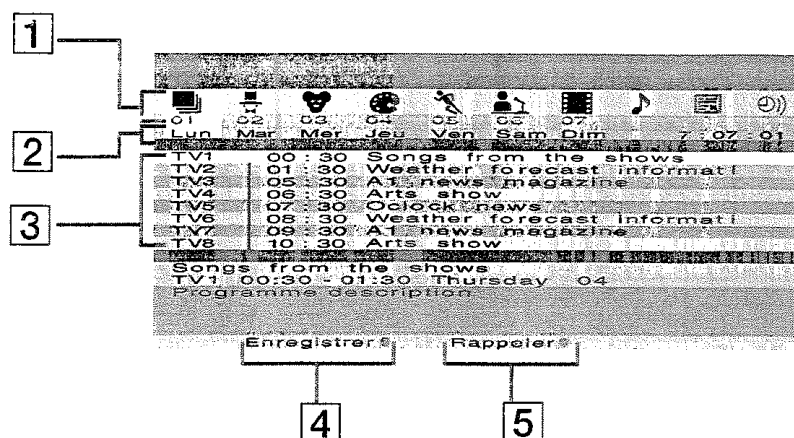 1
01 02 03 04 05 06 07
2
Lun Mar Mer Jeu Ven Sam Dim 7:07:01
TV1 00:30 Songs from the shows
TV2 01:30 Weather forecast informati
TV3 05:30 A1 news magazine
TV4 06:30 Arts show
3
TV5 07:30 Oclock news
TV6 08:30 Weather forecast informati
TV7 09:30 A1 news magazine
TV8 10:30 Arts show
Songs from the shows
TV1 00:30 - 01:30 Thursday 04
Programme description
Enregistrer Rappeler
4 5